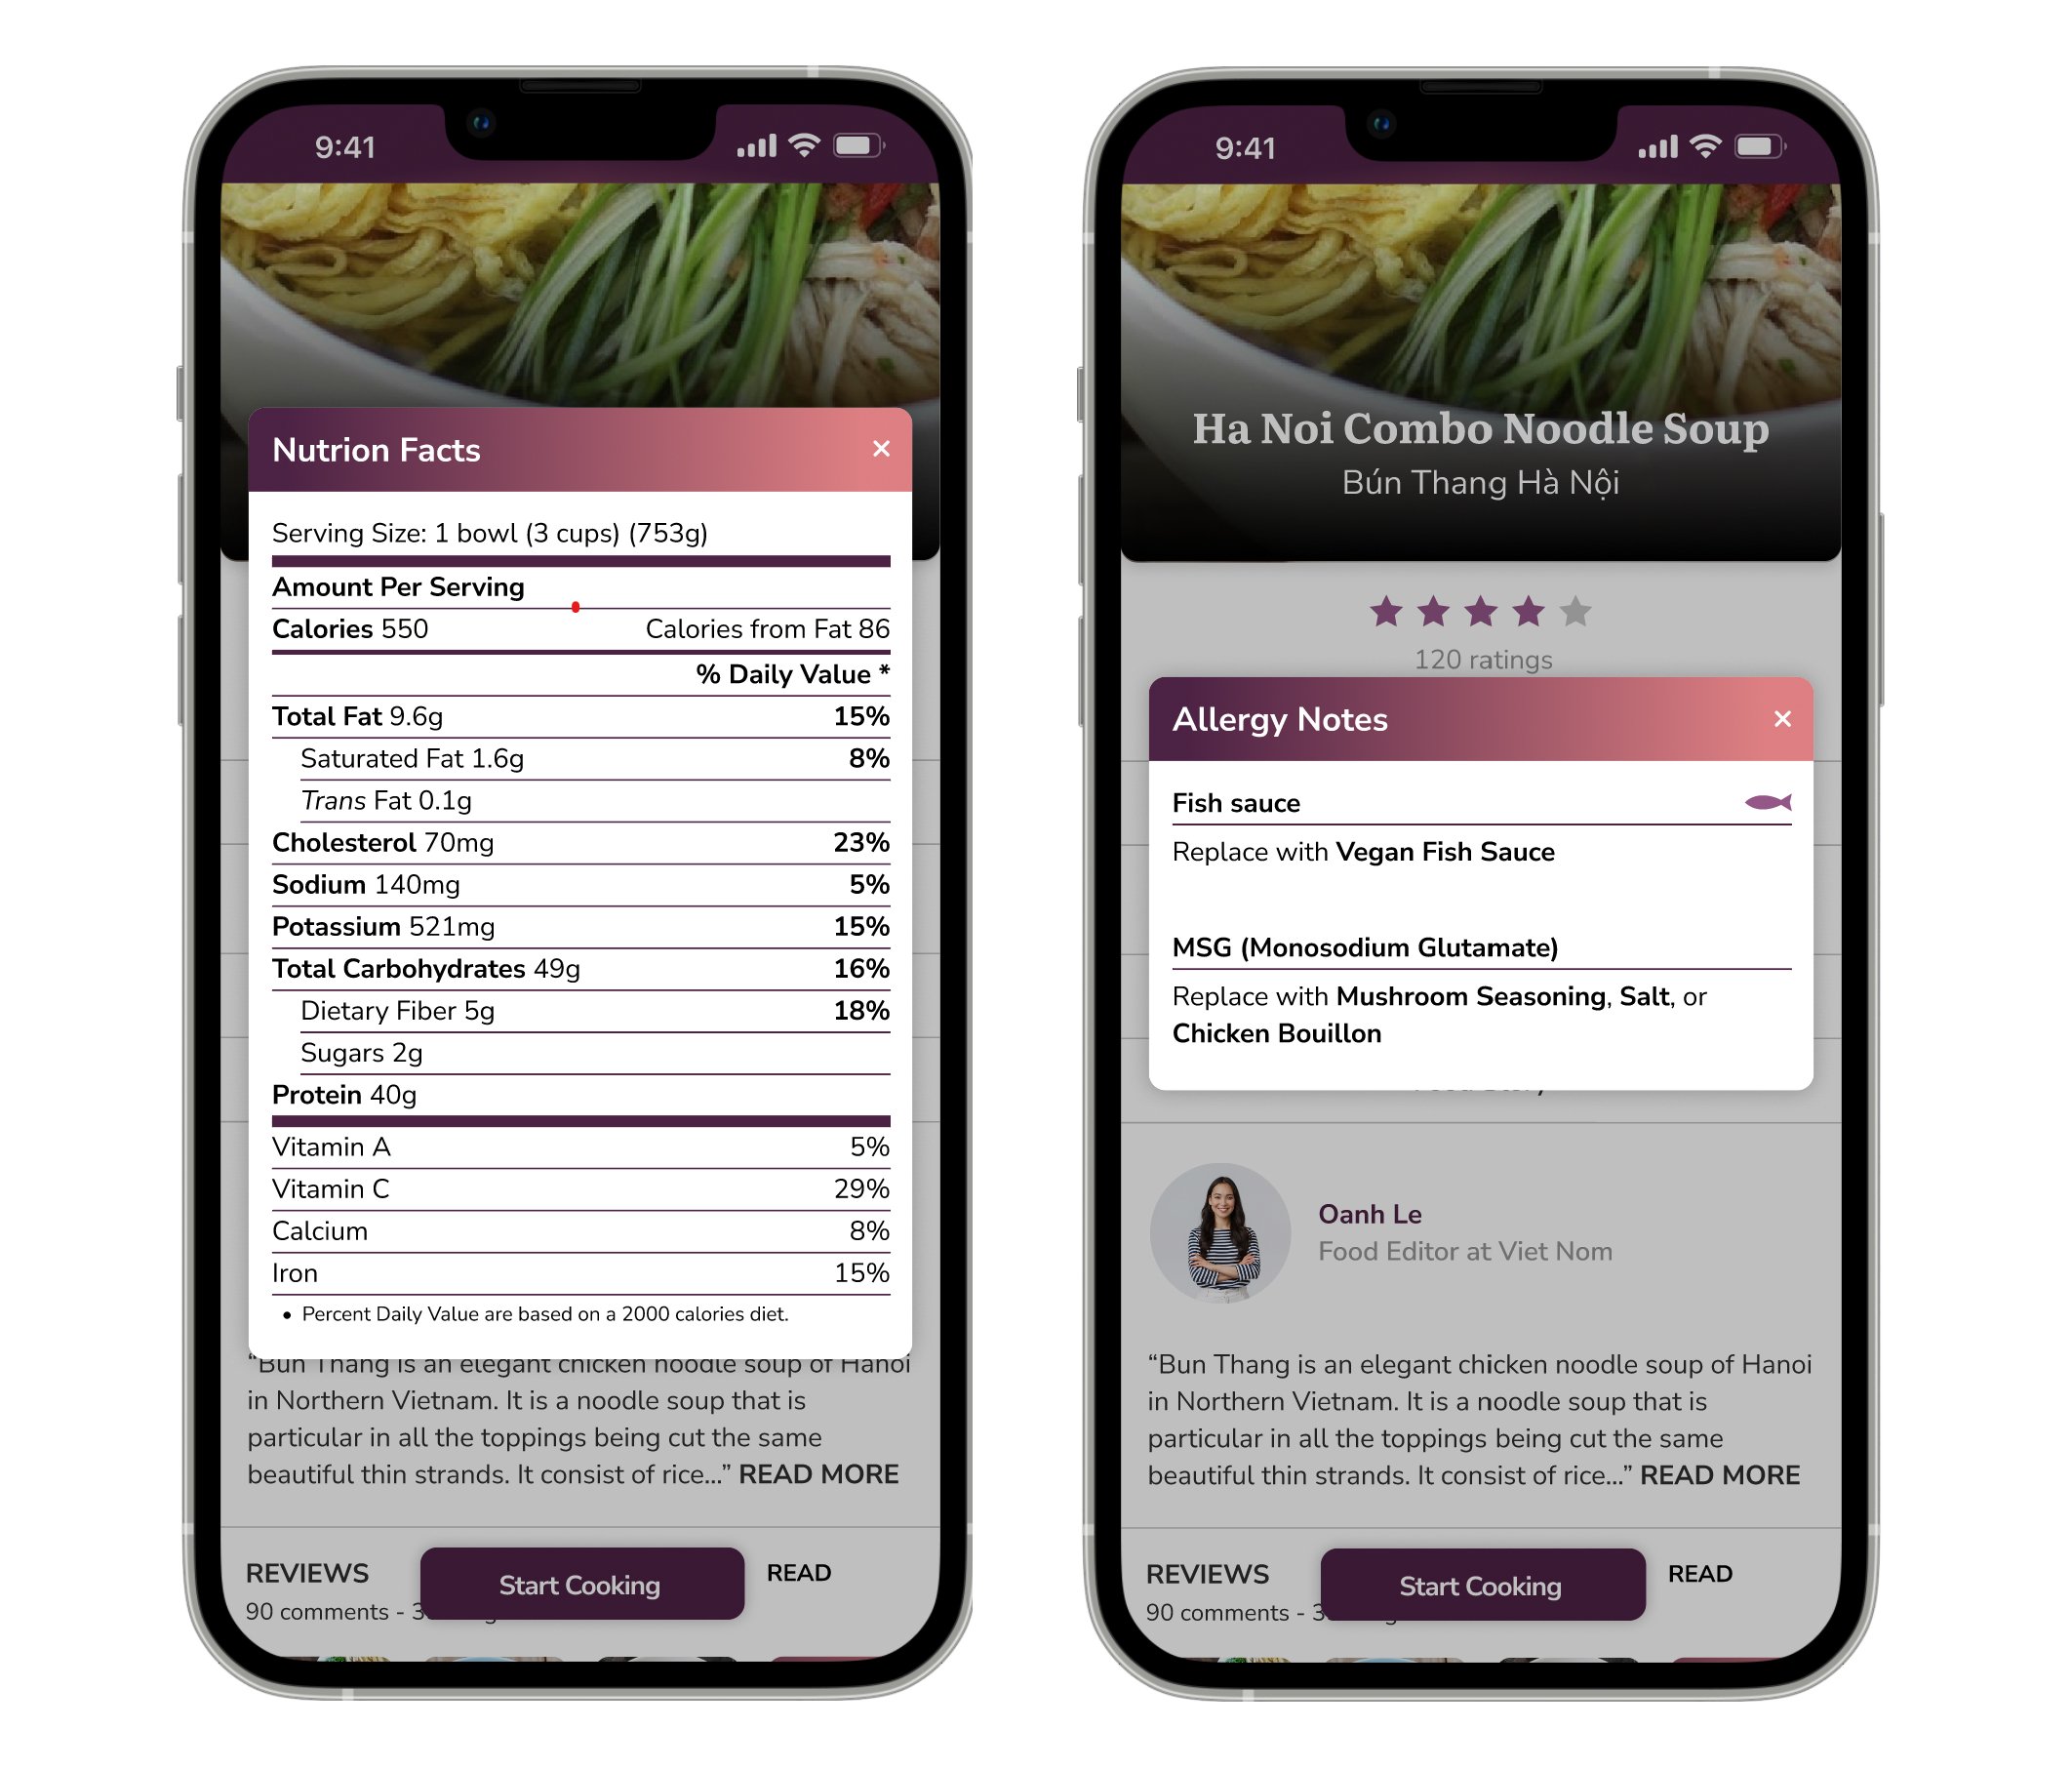 9:41
Nutrion Facts ×
Serving Size: 1 bowl (3 cups) (753g)
Amount Per Serving
Calories 550 Calories from Fat 86
% Daily Value *
Total Fat 9.6g 15%
Saturated Fat 1.6g 8%
Trans Fat 0.1g
Cholesterol 70mg 23%
Sodium 140mg 5%
Potassium 521mg 15%
Total Carbohydrates 49g 16%
Dietary Fiber 5g 18%
Sugars 2g
Protein 40g
Vitamin A 5%
Vitamin C 29%
Calcium 8%
Iron 15%
• Percent Daily Value are based on a 2000 calories diet.
“Bun Thang is an elegant chicken noodle soup of Hanoi
in Northern Vietnam. It is a noodle soup that is
particular in all the toppings being cut the same
beautiful thin strands. It consist of rice...” READ MORE
REVIEWS Start Cooking READ
90 comments -
9:41
Ha Noi Combo Noodle Soup
Bún Thang Hà Nội
120 ratings
Allergy Notes ×
Fish sauce
Replace with Vegan Fish Sauce
MSG (Monosodium Glutamate)
Replace with Mushroom Seasoning, Salt, or
Chicken Bouillon
Oanh Le
Food Editor at Viet Nom
“Bun Thang is an elegant chicken noodle soup of Hanoi
in Northern Vietnam. It is a noodle soup that is
particular in all the toppings being cut the same
beautiful thin strands. It consist of rice...” READ MORE
REVIEWS Start Cooking READ
90 comments -